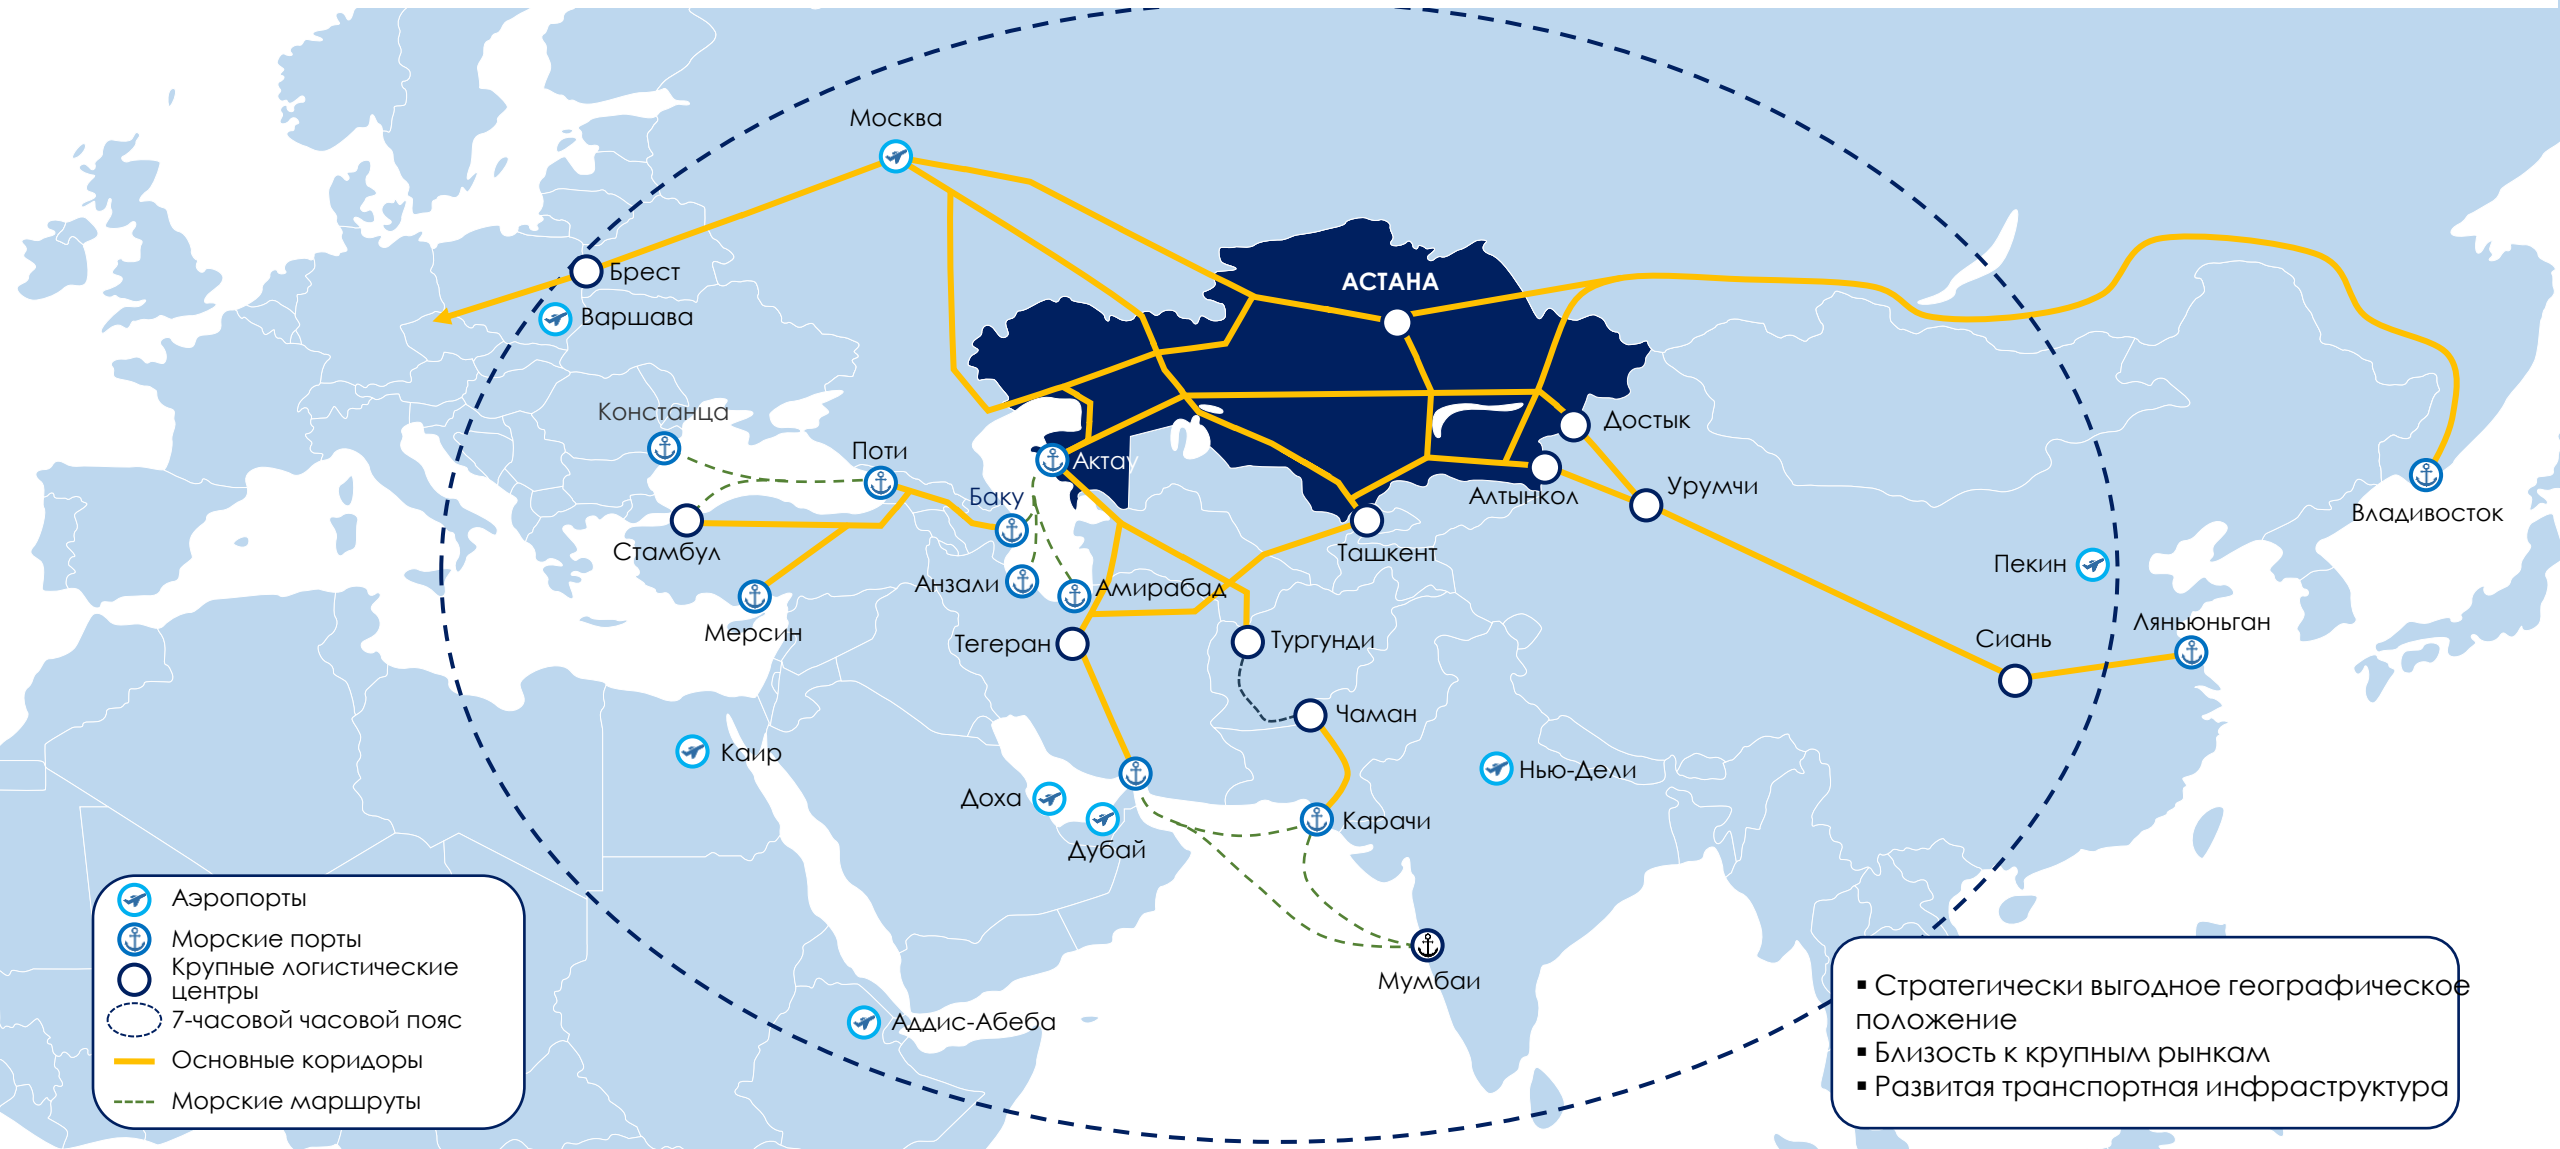 Москва
АСТАНА
Брест
Варшава
Констанца
Достык
Поти
Актау
Баку
Алтынкол
Урумчи
Владивосток
Стамбул
Ташкент
Пекин
Анзали
Амирабад
Ляньюньган
Мерсин
Тегеран
Тургунди
Сиань
Чаман
Каир
Нью-Дели
Доха
Карачи
Дубай
Мумбаи
Аддис-Абеба
Аэропорты
Морские порты
Крупные логистические
центры
7-часовой часовой пояс
Основные коридоры
Морские маршруты
▪ Стратегически выгодное географическое
положение
▪ Близость к крупным рынкам
▪ Развитая транспортная инфраструктура